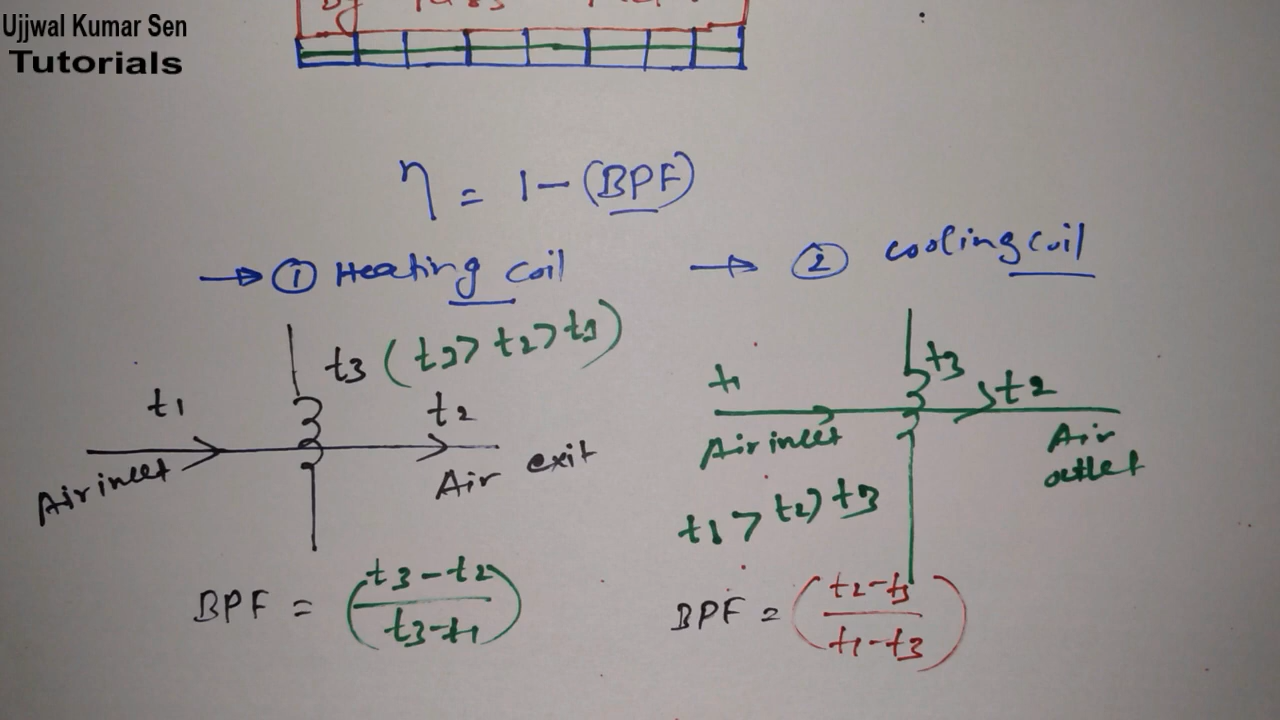 Ujjwal Kumar Sen
Tutorials
η = 1 - (BPF)
→ ① Heating coil
→ ② cooling coil
t3 (t3 > t2 > t1)
t1
t2
Air inlet
Air exit
BPF = (t3-t2 / t3-t1)
t1
t3
t2
Air inlet
Air outlet
t1 > t2 > t3
BPF = (t2-t3 / t1-t3)